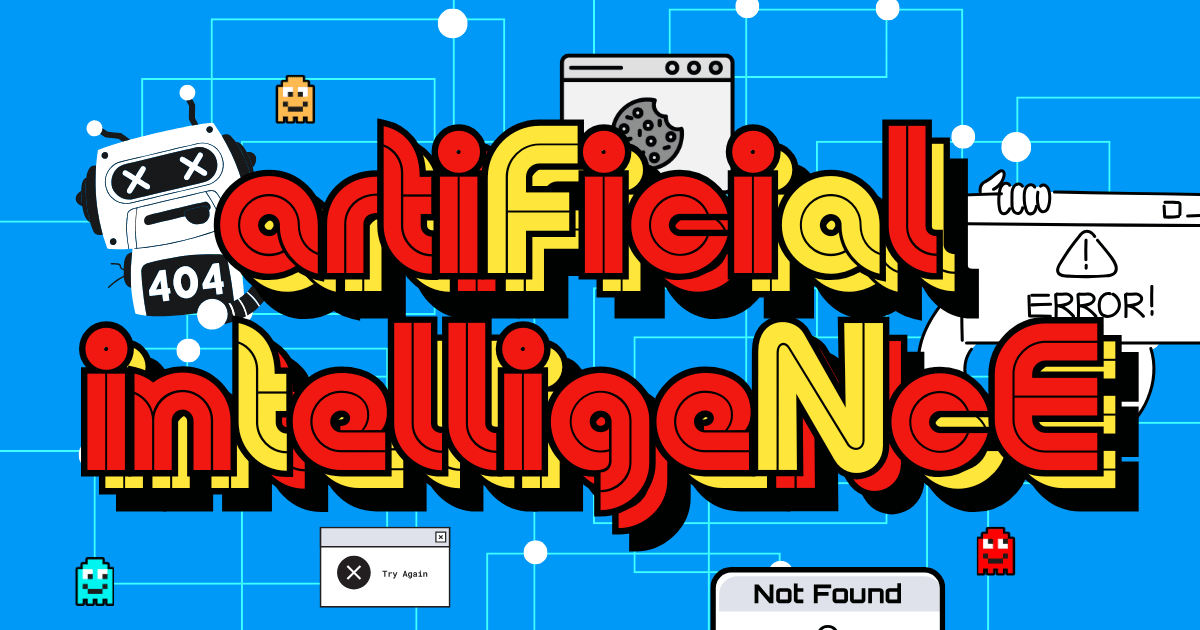 artiFicial
404
ERROR!
intelligeNcE
Try Again
Not Found